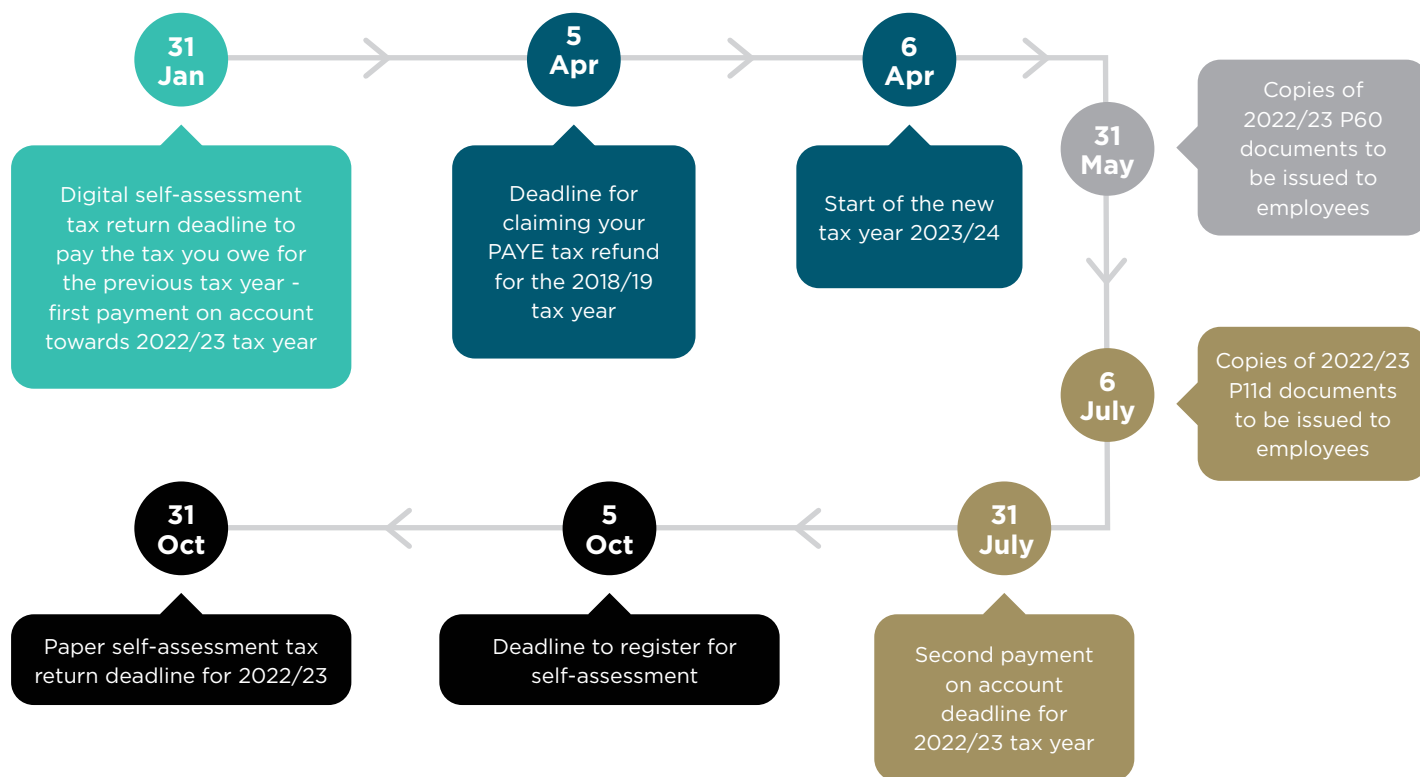 31
Jan
Digital self-assessment
tax return deadline to
pay the tax you owe for
the previous tax year -
first payment on account
towards 2022/23 tax year
5
Apr
Deadline for
claiming your
PAYE tax refund
for the 2018/19
tax year
6
Apr
Start of the new
tax year 2023/24
31
May
Copies of
2022/23 P60
documents to
be issued to
employees
6
July
Copies of 2022/23
P11d documents
to be issued to
employees
31
July
Second payment
on account
deadline for
2022/23 tax year
5
Oct
Deadline to register for
self-assessment
31
Oct
Paper self-assessment tax
return deadline for 2022/23